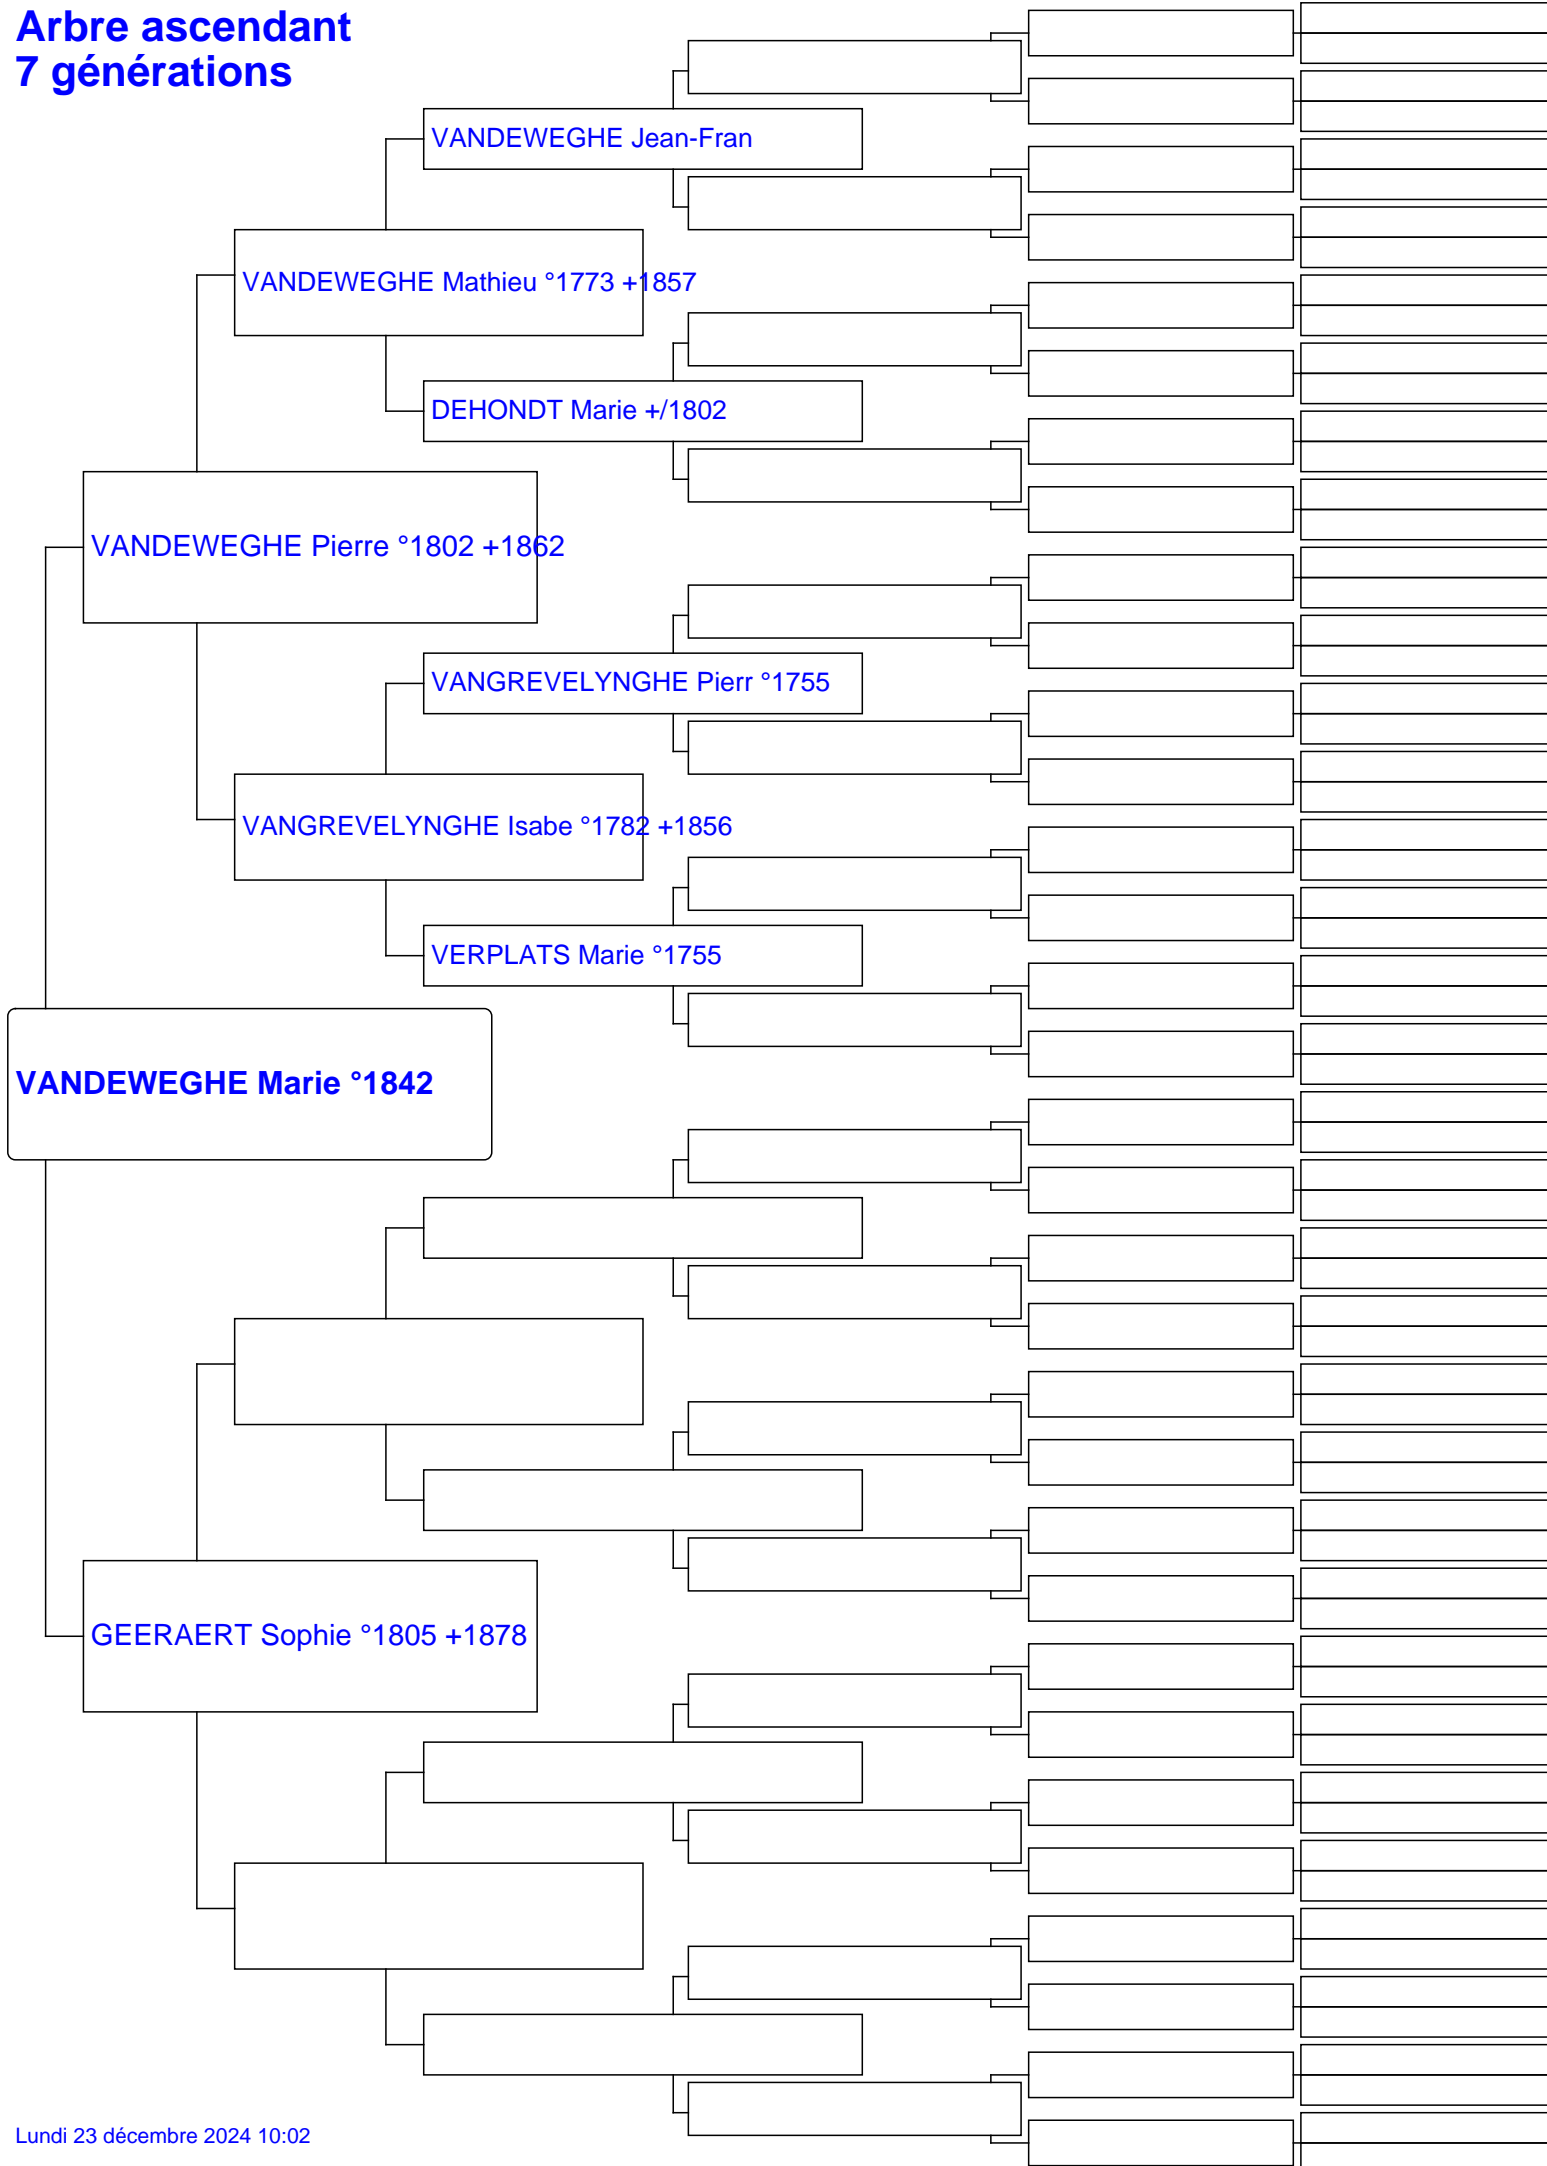 Arbre ascendant
7 générations
VANDEWEGHE Jean-Fran
VANDEWEGHE Mathieu °1773 +1857
DEHONDT Marie +/1802
VANDEWEGHE Pierre °1802 +1862
VANGREVELYNGHE Pierr °1755
VANGREVELYNGHE Isabe °1782 +1856
VERPLATS Marie °1755
VANDEWEGHE Marie °1842
GEERAERT Sophie °1805 +1878
Lundi 23 décembre 2024 10:02